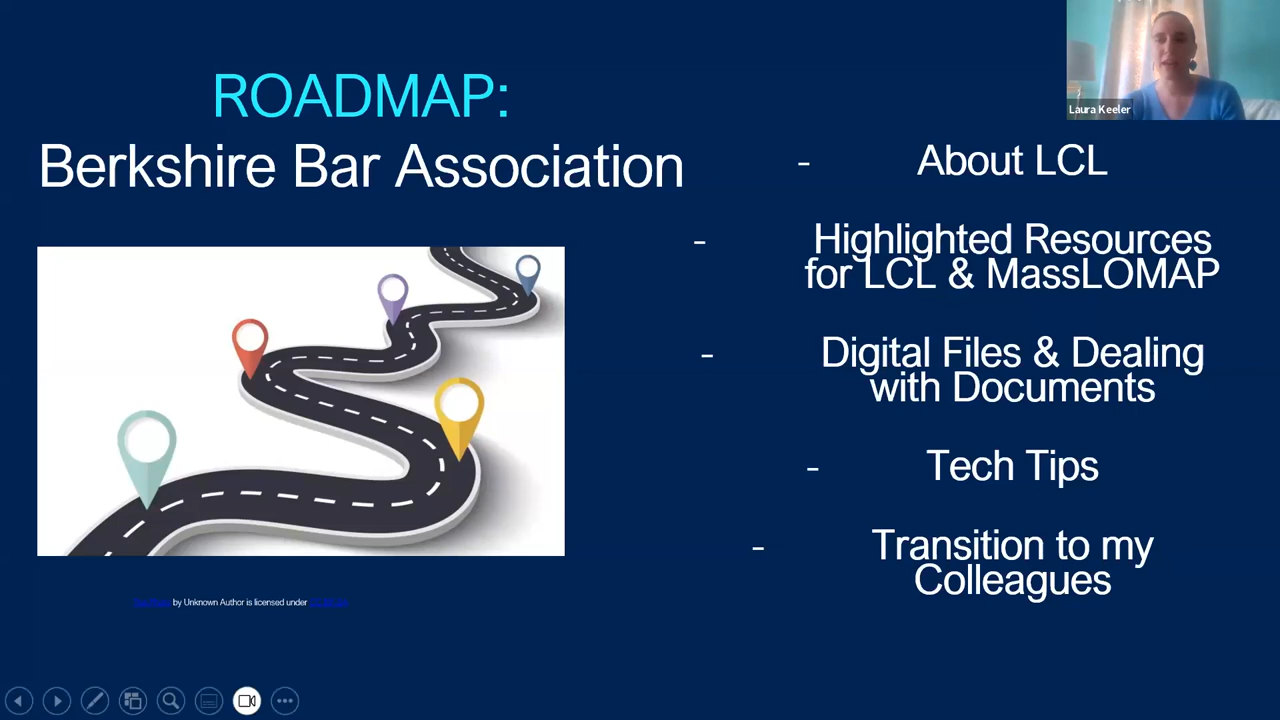 ROADMAP:
Berkshire Bar Association
Laura Keeler
- About LCL
- Highlighted Resources
for LCL & MassLOMAP
- Digital Files & Dealing
with Documents
- Tech Tips
- Transition to my
Colleagues
by Unknown Author is licensed under